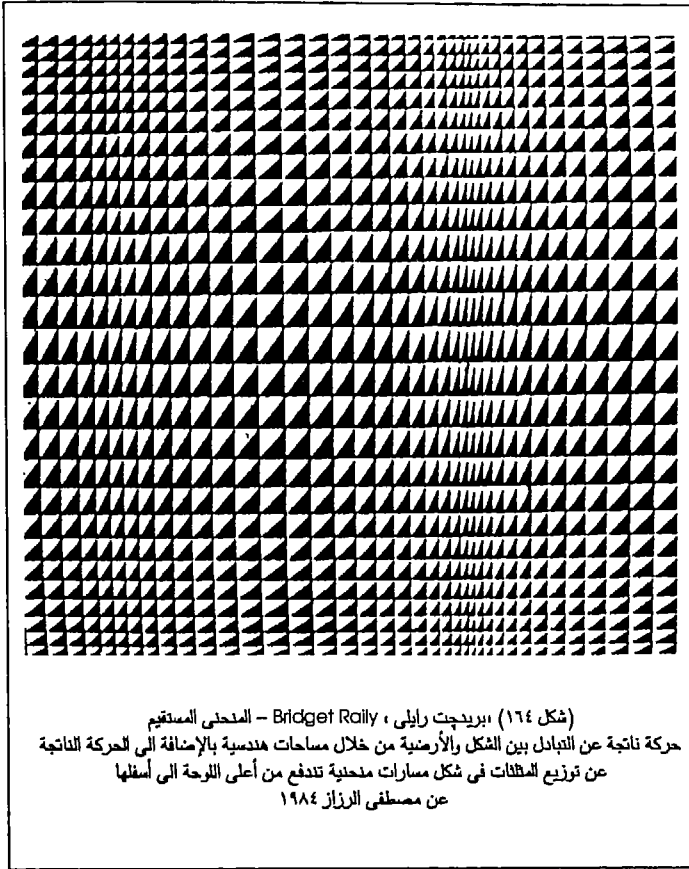 (شكل ١٦٤) ،بريدجت رايلى ، Bridget Raily – المنحنى المستقيم
حركة ناتجة عن التبادل بين الشكل والأرضية من خلال مساحات هندسية بالإضافة الى الحركة الناتجة
عن توزيع المثلثات فى شكل مسارات منحنية تندفع من أعلى اللوحة الى أسفلها
عن مصطفى الرزاز ١٩٨٤